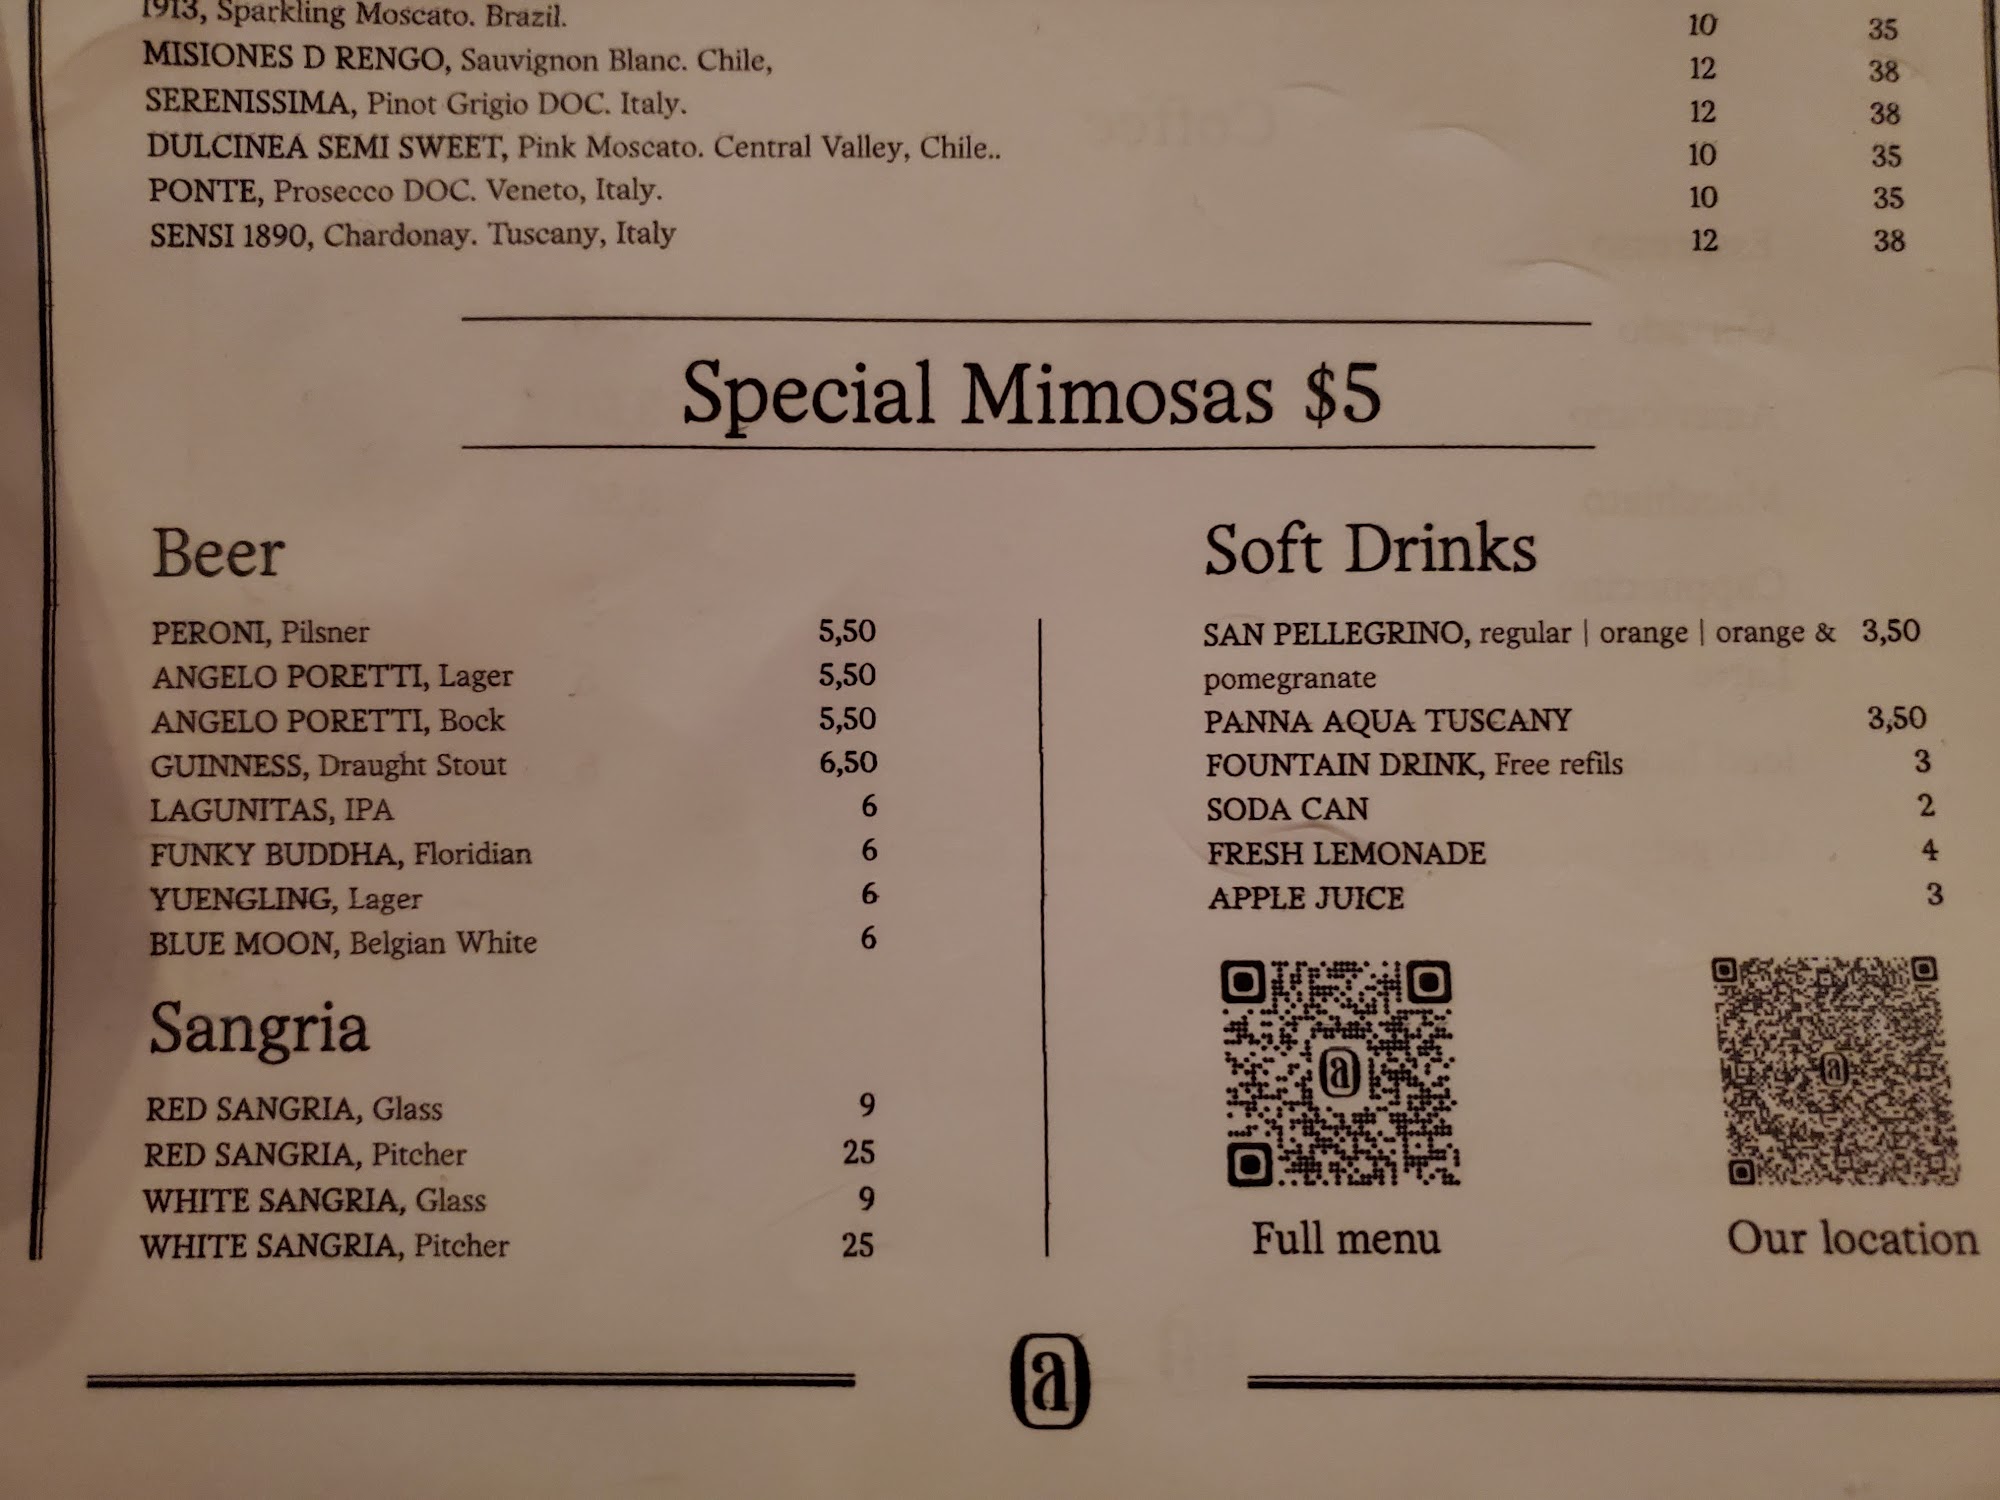 1913, Sparkling Moscato. Brazil. 10 35
MISIONES D RENGO, Sauvignon Blanc. Chile, 12 38
SERENISSIMA, Pinot Grigio DOC. Italy. 12 38
DULCINEA SEMI SWEET, Pink Moscato. Central Valley, Chile.. 10 35
PONTE, Prosecco DOC. Veneto, Italy. 10 35
SENSI 1890, Chardonay. Tuscany, Italy 12 38
Special Mimosas $5
Beer
PERONI, Pilsner 5,50
ANGELO PORETTI, Lager 5,50
ANGELO PORETTI, Bock 5,50
GUINNESS, Draught Stout 6,50
LAGUNITAS, IPA 6
FUNKY BUDDHA, Floridian 6
YUENGLING, Lager 6
BLUE MOON, Belgian White 6
Sangria
RED SANGRIA, Glass 9
RED SANGRIA, Pitcher 25
WHITE SANGRIA, Glass 9
WHITE SANGRIA, Pitcher 25
Soft Drinks
SAN PELLEGRINO, regular | orange | orange & 3,50
pomegranate
PANNA AQUA TUSCANY 3,50
FOUNTAIN DRINK, Free refils 3
SODA CAN 2
FRESH LEMONADE 4
APPLE JUICE 3
a
a
Full menu
Our location
a